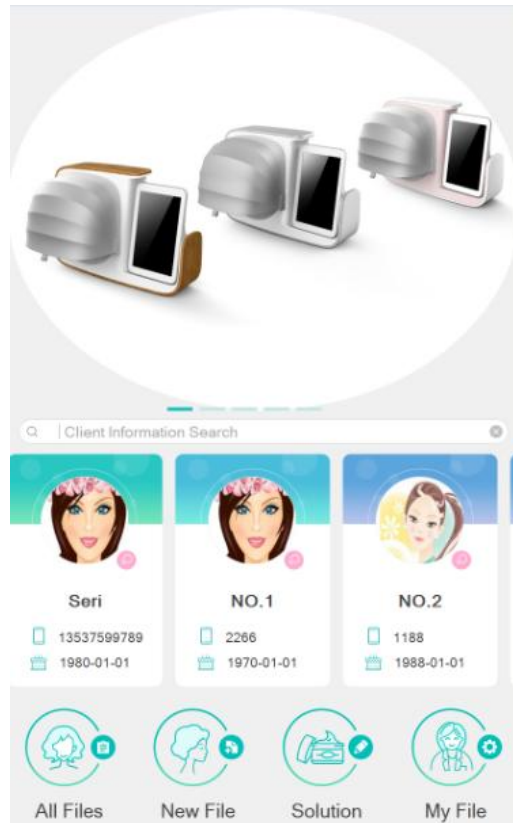 Client Information Search
Seri
13537599789
1980-01-01
NO.1
2266
1970-01-01
NO.2
1188
1988-01-01
All Files
New File
Solution
My File